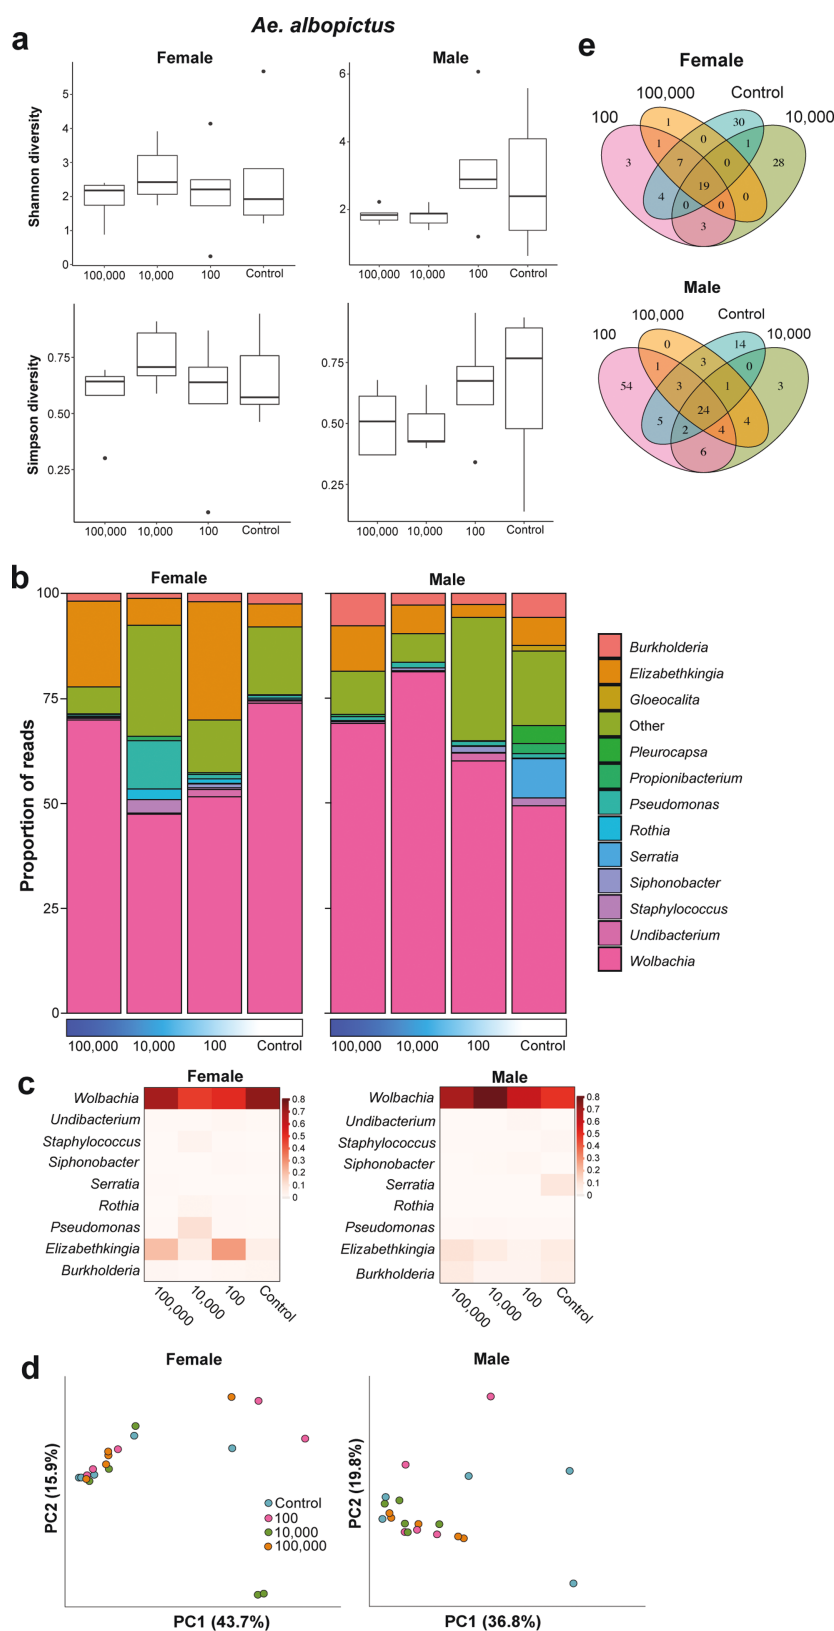 Ae. albopictus
a
Female
Male
Shannon diversity
5
4
3
2
1
0
100,000
10,000
100
Control
6
4
2
100,000
10,000
100
Control
Simpson diversity
0.75
0.50
0.25
100,000
10,000
100
Control
0.75
0.50
0.25
100,000
10,000
100
Control
e
Female
100
100,000
Control
10,000
1
30
1
0
1
3
7
0
28
19
4
0
0
0
3
Male
100
100,000
Control
10,000
0
14
1
3
0
54
3
1
3
24
5
2
4
4
6
b
Female
Male
Proportion of reads
100
75
50
25
0
100,000
10,000
100
Control
100,000
10,000
100
Control
Burkholderia
Elizabethkingia
Gloeocalita
Other
Pleurocapsa
Propionibacterium
Pseudomonas
Rothia
Serratia
Siphonobacter
Staphylococcus
Undibacterium
Wolbachia
c
Female
Wolbachia
Undibacterium
Staphylococcus
Siphonobacter
Serratia
Rothia
Pseudomonas
Elizabethkingia
Burkholderia
0.8
0.7
0.6
0.5
0.4
0.3
0.2
0.1
0
100,000
10,000
100
Control
Male
Wolbachia
Undibacterium
Staphylococcus
Siphonobacter
Serratia
Rothia
Pseudomonas
Elizabethkingia
Burkholderia
0.8
0.7
0.6
0.5
0.4
0.3
0.2
0.1
0
100,000
10,000
100
Control
d
Female
PC2 (15.9%)
Control
100
10,000
100,000
PC1 (43.7%)
Male
PC2 (19.8%)
PC1 (36.8%)